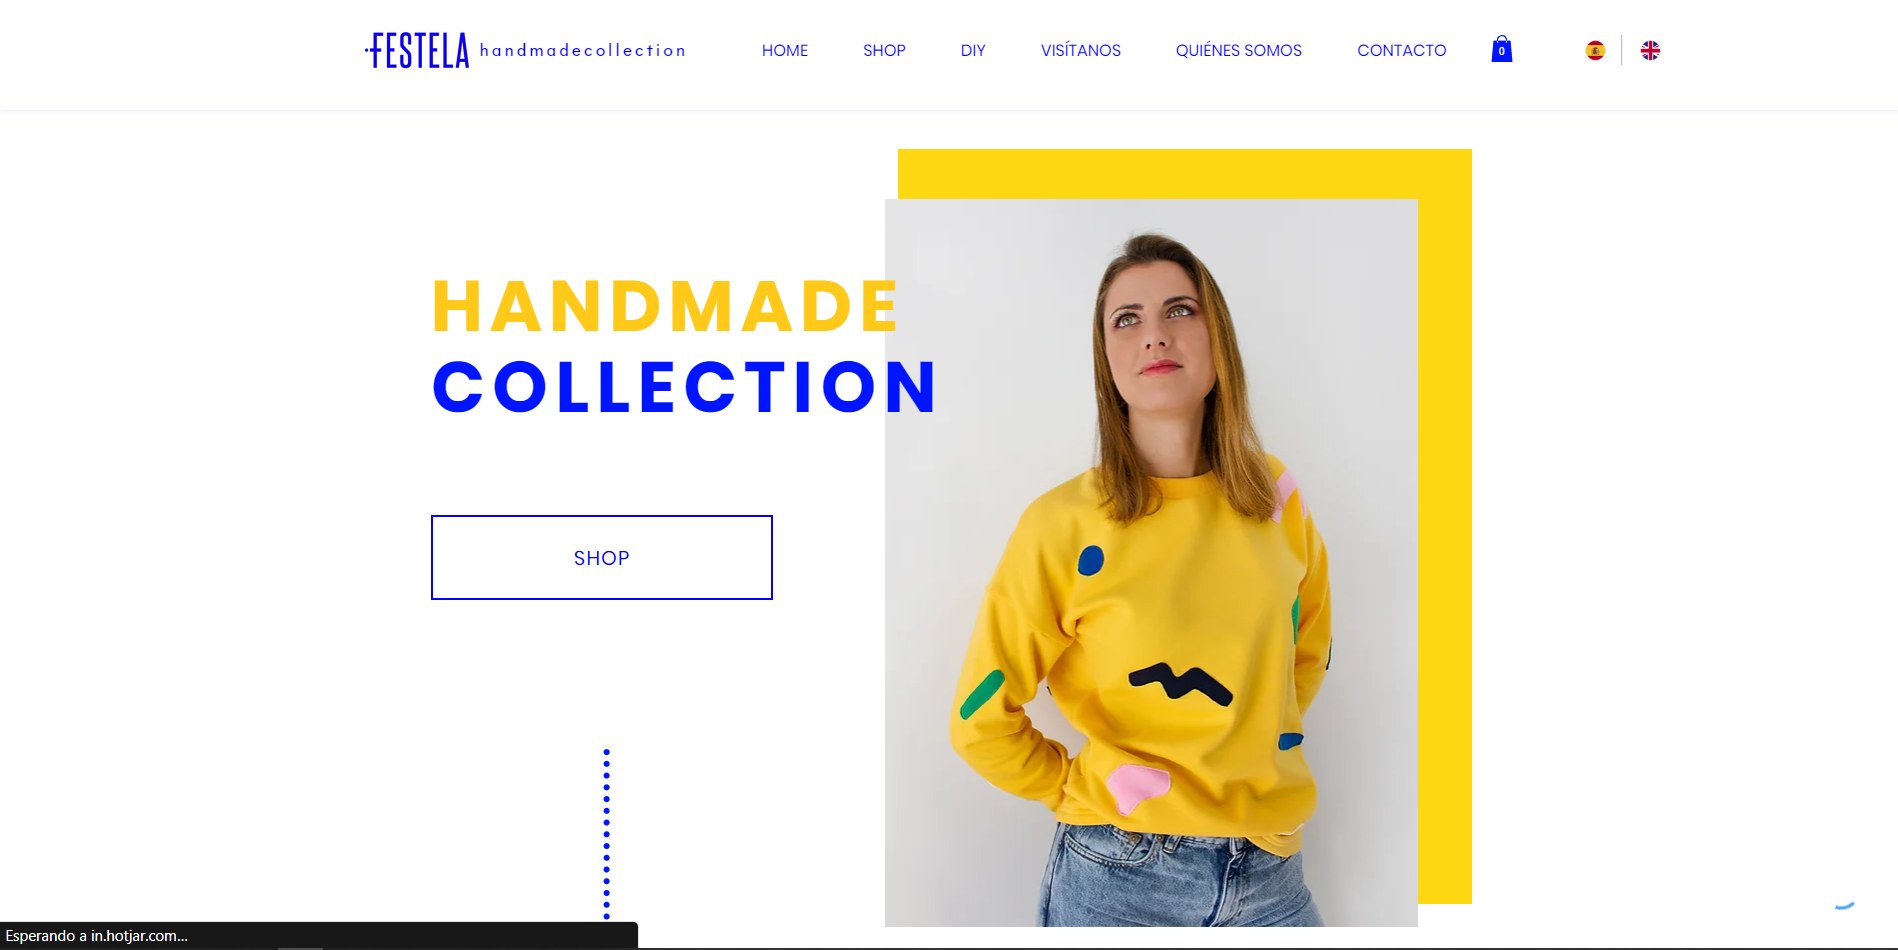 FESTELA handmadecollection
HOME SHOP DIY VISÍTANOS QUIÉNES SOMOS CONTACTO 0
HANDMADE
COLLECTION
SHOP
Esperando a in.hotjar.com...